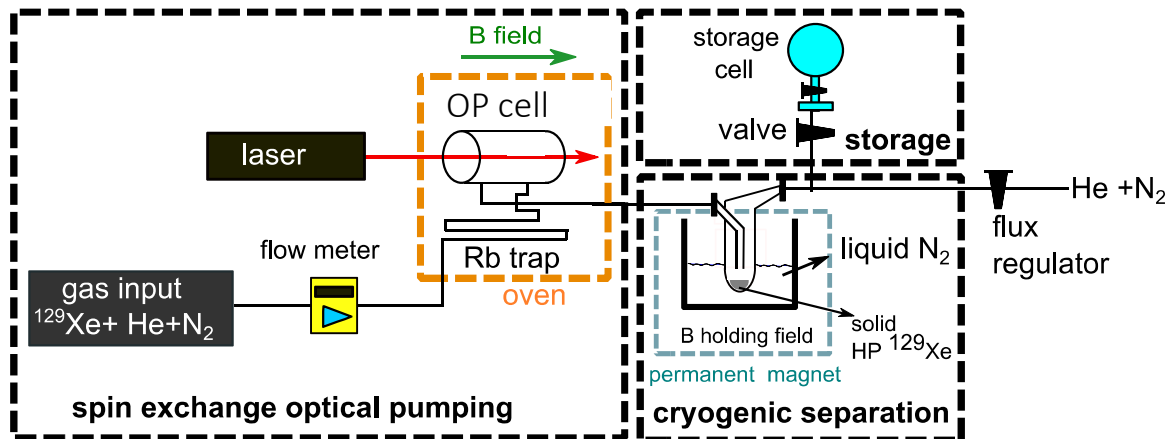 B field
OP cell
laser
flow meter
Rb trap
oven
gas input
¹²⁹Xe+ He+N₂
spin exchange optical pumping
storage
cell
valve
storage
He +N₂
flux
regulator
liquid N₂
solid
HP ¹²⁹Xe
B holding field
permanent magnet
cryogenic separation